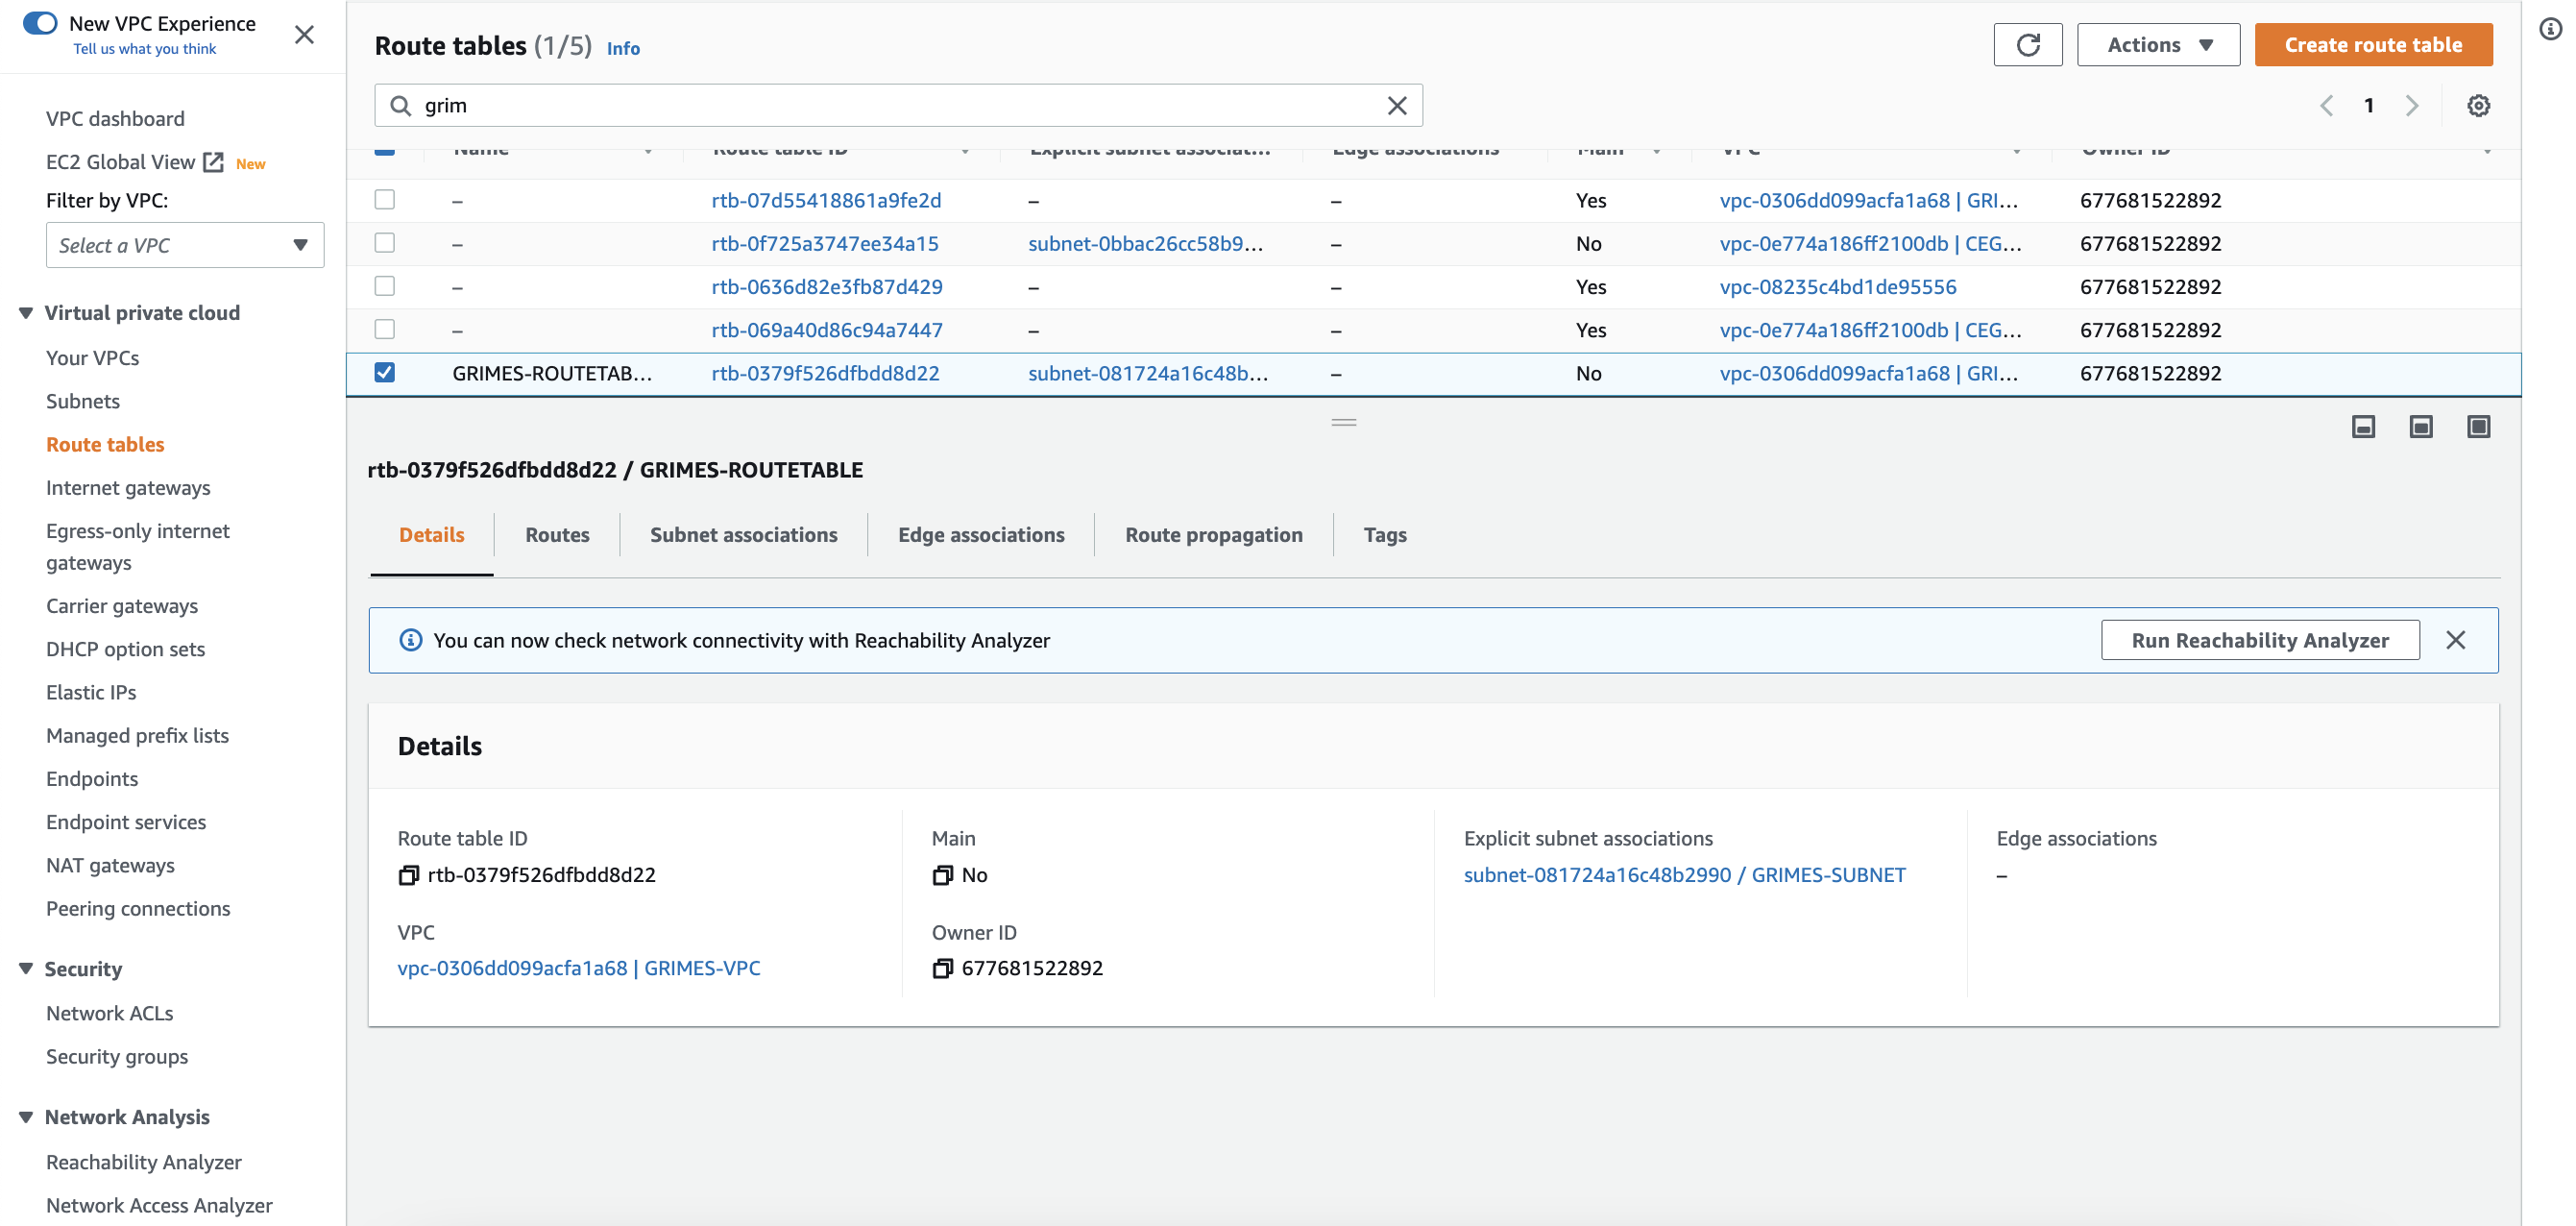 New VPC Experience
Tell us what you think
VPC dashboard
EC2 Global View New
Filter by VPC:
Select a VPC
Virtual private cloud
Your VPCs
Subnets
Route tables
Internet gateways
Egress-only internet
gateways
Carrier gateways
DHCP option sets
Elastic IPs
Managed prefix lists
Endpoints
Endpoint services
NAT gateways
Peering connections
Security
Network ACLs
Security groups
Network Analysis
Reachability Analyzer
Network Access Analyzer
Route tables (1/5) Info
Actions
Create route table
grim
1
Name Route table ID Explicit subnet associat... Edge associations Main VPC Owner ID
– rtb-07d55418861a9fe2d – – Yes vpc-0306dd099acfa1a68 | GRI... 677681522892
– rtb-0f725a3747ee34a15 subnet-0bbac26cc58b9... – No vpc-0e774a186ff2100db | CEG... 677681522892
– rtb-0636d82e3fb87d429 – – Yes vpc-08235c4bd1de95556 677681522892
– rtb-069a40d86c94a7447 – – Yes vpc-0e774a186ff2100db | CEG... 677681522892
GRIMES-ROUTETAB... rtb-0379f526dfbdd8d22 subnet-081724a16c48b... – No vpc-0306dd099acfa1a68 | GRI... 677681522892
rtb-0379f526dfbdd8d22 / GRIMES-ROUTETABLE
Details Routes Subnet associations Edge associations Route propagation Tags
You can now check network connectivity with Reachability Analyzer
Run Reachability Analyzer
Details
Route table ID
rtb-0379f526dfbdd8d22
Main
No
Explicit subnet associations
subnet-081724a16c48b2990 / GRIMES-SUBNET
Edge associations
–
VPC
vpc-0306dd099acfa1a68 | GRIMES-VPC
Owner ID
677681522892